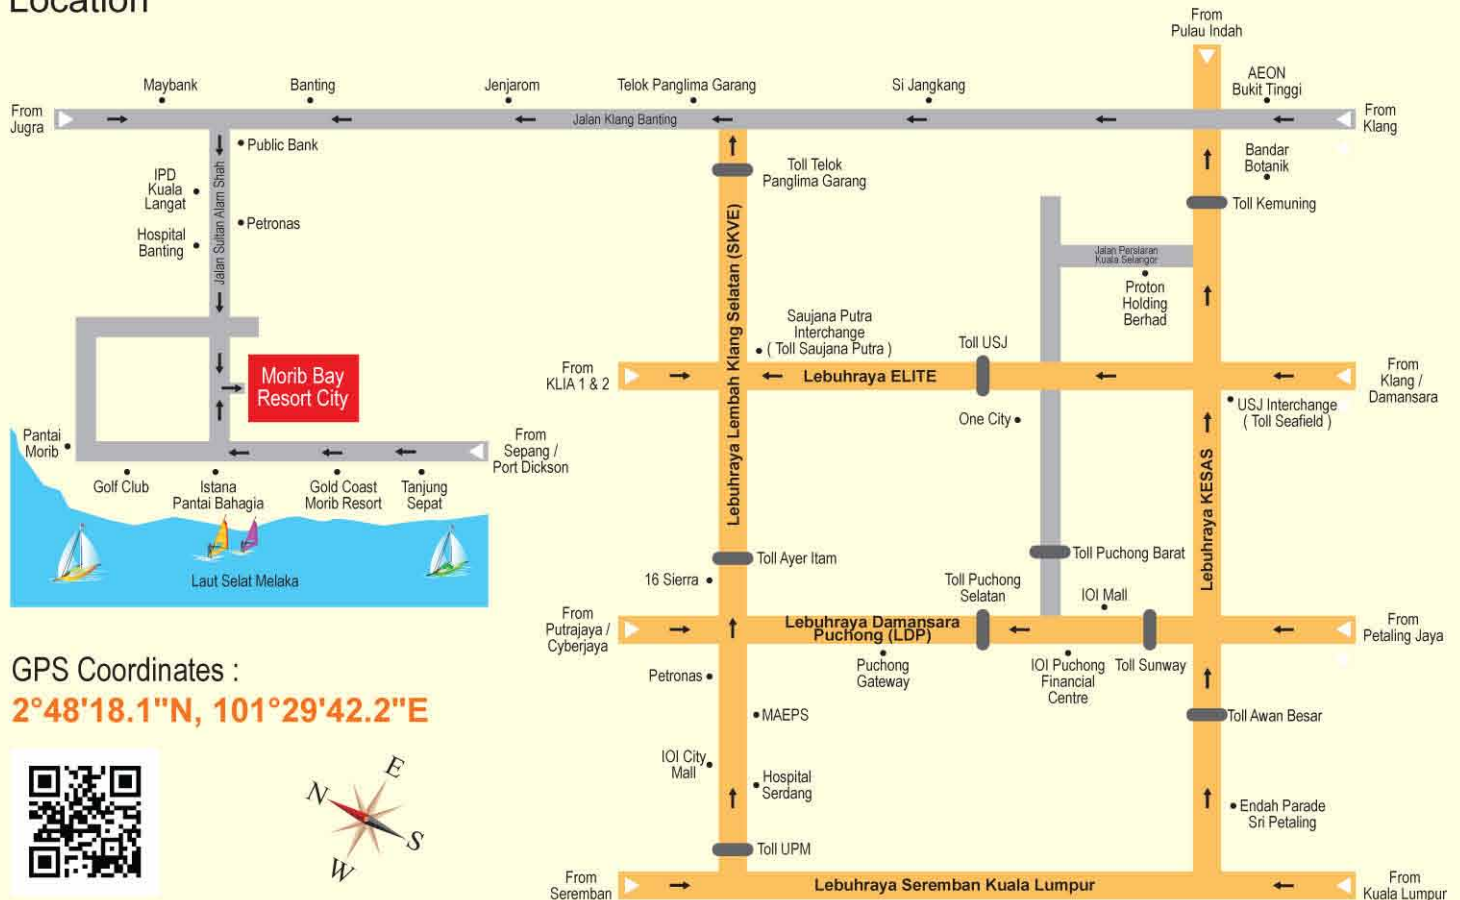 Location
From
Pulau Indah
Maybank
Banting
Jenjarom
Telok Panglima Garang
Si Jangkang
AEON
Bukit Tinggi
From
Jugra
Jalan Klang Banting
From
Klang
Public Bank
IPD
Kuala
Langat
Hospital
Banting
Jalan Sultan Alam Shah
Petronas
Toll Telok
Panglima Garang
Bandar
Botanik
Toll Kemuning
Jalan Persiaran
Kuala Selangor
Proton
Holding
Berhad
Lebuhraya Lembah Klang Selatan (SKVE)
Saujana Putra
Interchange
( Toll Saujana Putra )
Toll USJ
From
KLIA 1 & 2
Lebuhraya ELITE
From
Klang /
Damansara
One City
USJ Interchange
( Toll Seafield )
Morib Bay
Resort City
Pantai
Morib
From
Sepang /
Port Dickson
Golf Club
Istana
Pantai Bahagia
Gold Coast
Morib Resort
Tanjung
Sepat
Laut Selat Melaka
Lebuhraya KESAS
Toll Ayer Itam
16 Sierra
Toll Puchong
Selatan
Toll Puchong Barat
IOI Mall
From
Putrajaya /
Cyberjaya
Lebuhraya Damansara
Puchong (LDP)
From
Petaling Jaya
Puchong
Gateway
IOI Puchong
Financial
Centre
Toll Sunway
Petronas
MAEPS
Toll Awan Besar
IOI City
Mall
Hospital
Serdang
Endah Parade
Sri Petaling
Toll UPM
From
Seremban
Lebuhraya Seremban Kuala Lumpur
From
Kuala Lumpur
GPS Coordinates :
2°48'18.1"N, 101°29'42.2"E
N
E
S
W